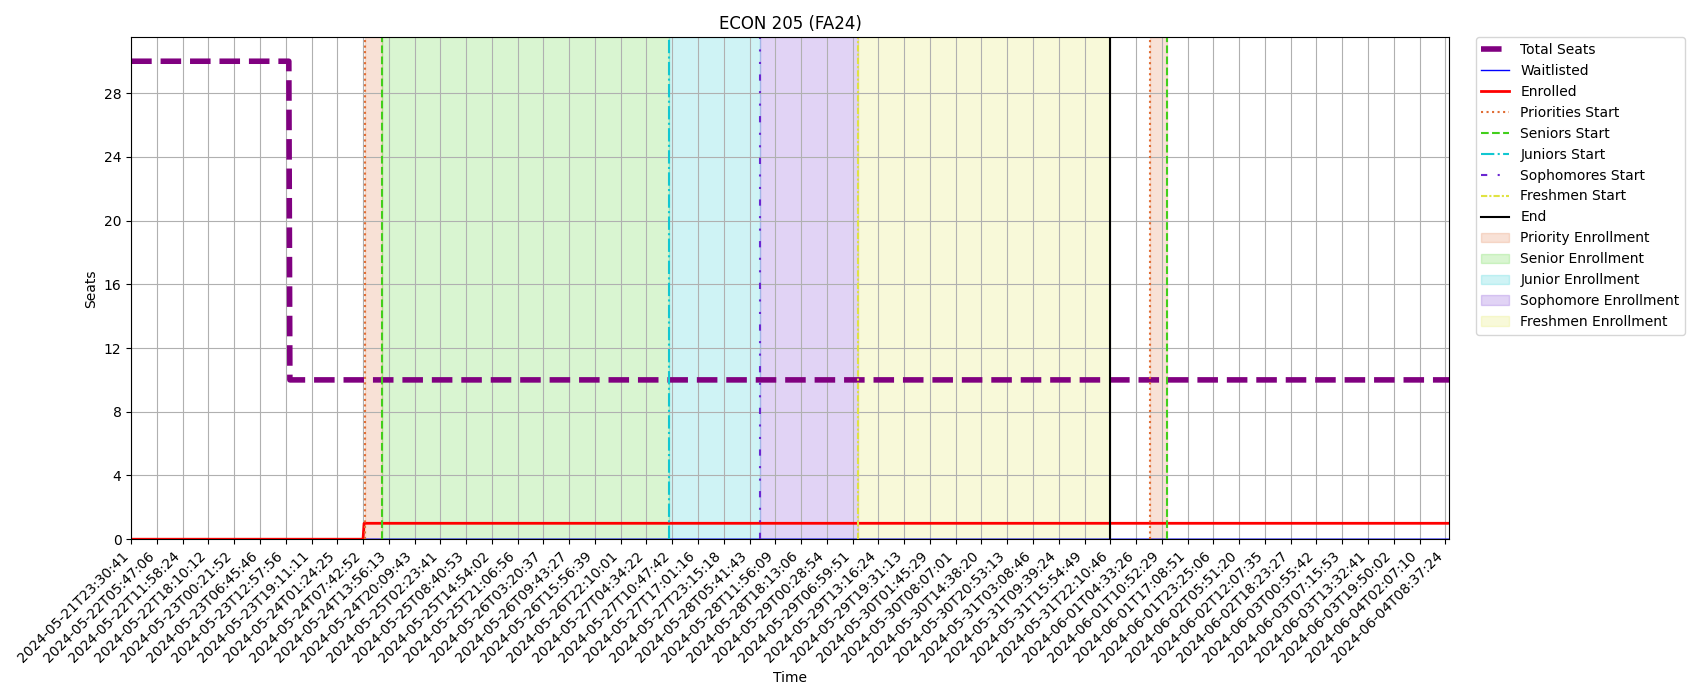 ECON 205 (FA24)
Total Seats
Waitlisted
Enrolled
Priorities Start
Seniors Start
Juniors Start
Sophomores Start
Freshmen Start
End
Priority Enrollment
Senior Enrollment
Junior Enrollment
Sophomore Enrollment
Freshmen Enrollment
Seats
28
24
20
16
12
8
4
0
2024-05-21T23:30:41
2024-05-22T05:47:06
2024-05-22T11:58:24
2024-05-22T18:10:12
2024-05-23T00:21:52
2024-05-23T06:45:46
2024-05-23T12:57:56
2024-05-23T19:11:11
2024-05-24T01:24:25
2024-05-24T07:42:52
2024-05-24T13:56:13
2024-05-24T20:09:43
2024-05-25T02:23:41
2024-05-25T08:40:53
2024-05-25T14:54:02
2024-05-25T21:06:56
2024-05-26T03:20:37
2024-05-26T09:43:27
2024-05-26T15:56:39
2024-05-26T22:10:01
2024-05-27T04:34:22
2024-05-27T10:47:42
2024-05-27T17:01:16
2024-05-27T23:15:18
2024-05-28T05:41:43
2024-05-28T11:56:09
2024-05-28T18:13:06
2024-05-29T00:28:54
2024-05-29T06:59:51
2024-05-29T13:16:24
2024-05-29T19:31:13
2024-05-30T01:45:29
2024-05-30T08:07:01
2024-05-30T14:38:20
2024-05-30T20:53:13
2024-05-31T03:08:46
2024-05-31T09:39:24
2024-05-31T15:54:49
2024-05-31T22:10:46
2024-06-01T04:33:26
2024-06-01T10:52:29
2024-06-01T17:08:51
2024-06-01T23:25:06
2024-06-02T05:51:20
2024-06-02T12:07:35
2024-06-02T18:23:27
2024-06-03T00:55:42
2024-06-03T07:15:53
2024-06-03T13:32:41
2024-06-03T19:50:02
2024-06-04T02:07:10
2024-06-04T08:37:24
Time